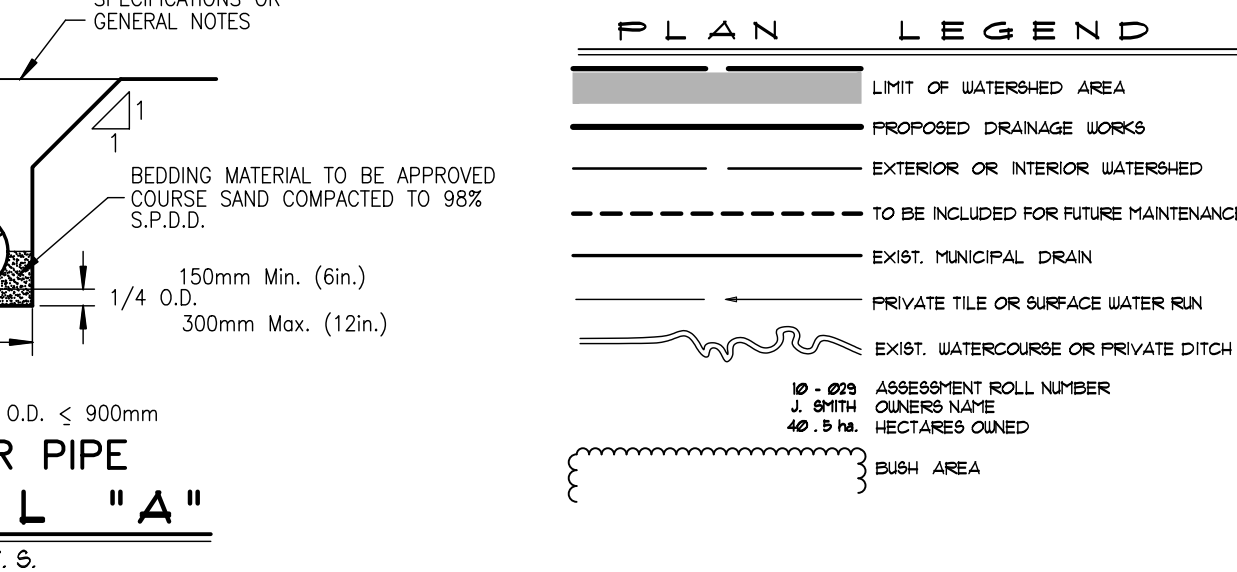 GENERAL NOTES
1
1
BEDDING MATERIAL TO BE APPROVED
COURSE SAND COMPACTED TO 98%
S.P.D.D.
150mm Min. (6in.)
1/4 O.D.
300mm Max. (12in.)
O.D. ≤ 900mm
PIPE
L "A"
PLAN LEGEND
LIMIT OF WATERSHED AREA
PROPOSED DRAINAGE WORKS
EXTERIOR OR INTERIOR WATERSHED
TO BE INCLUDED FOR FUTURE MAINTENANCE
EXIST. MUNICIPAL DRAIN
PRIVATE TILE OR SURFACE WATER RUN
EXIST. WATERCOURSE OR PRIVATE DITCH
10 - 029 ASSESSMENT ROLL NUMBER
J. SMITH OWNERS NAME
40.5 ha. HECTARES OWNED
BUSH AREA